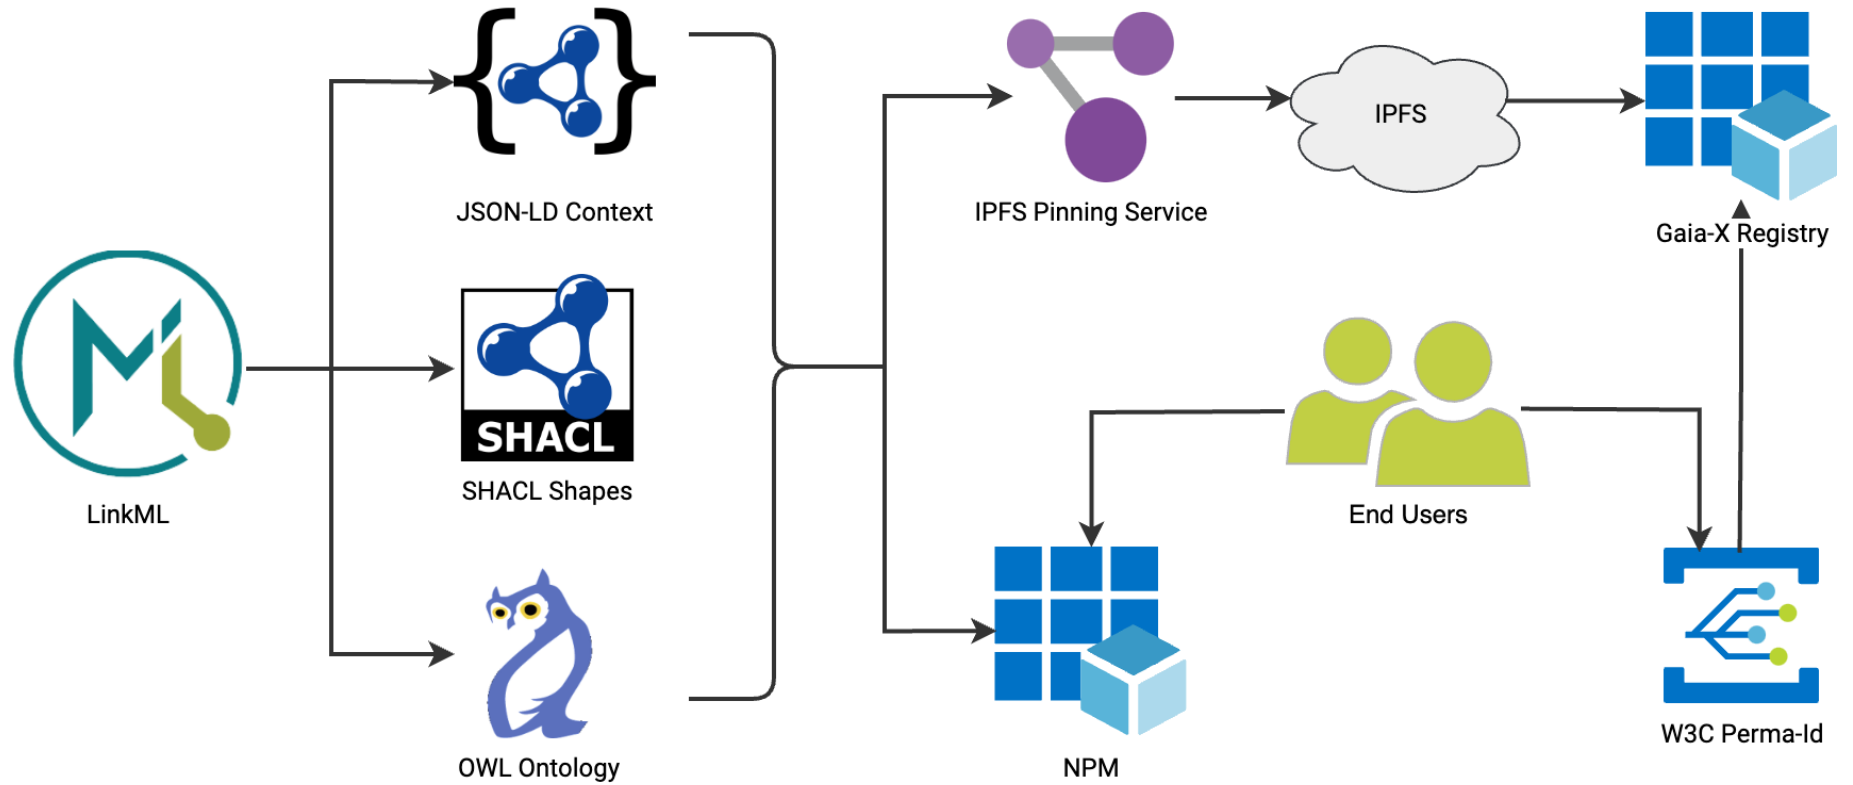 JSON-LD Context
IPFS Pinning Service
IPFS
Gaia-X Registry
LinkML
SHACL
SHACL Shapes
End Users
OWL Ontology
NPM
W3C Perma-Id